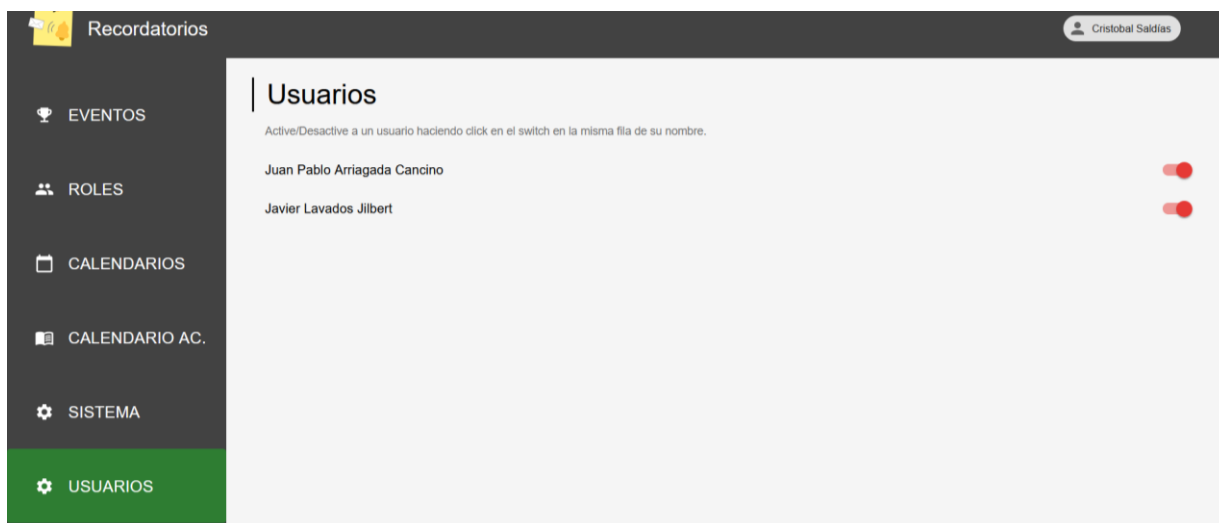 Recordatorios
Cristobal Saldías
EVENTOS
ROLES
CALENDARIOS
CALENDARIO AC.
SISTEMA
USUARIOS
Usuarios
Active/Desactive a un usuario haciendo click en el switch en la misma fila de su nombre.
Juan Pablo Arriagada Cancino
Javier Lavados Jilbert